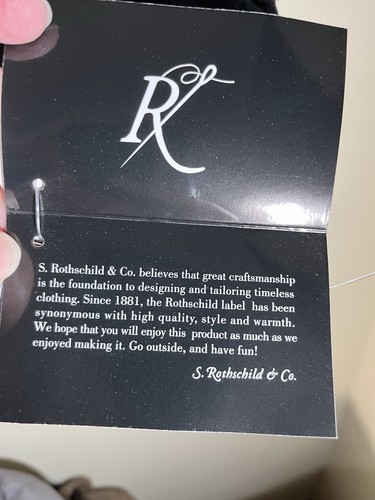 R
S. Rothschild & Co. believes that great craftsmanship
is the foundation to designing and tailoring timeless
clothing. Since 1881, the Rothschild label has been
synonymous with high quality, style and warmth.
We hope that you will enjoy this product as much as we
enjoyed making it. Go outside, and have fun!
S. Rothschild & Co.